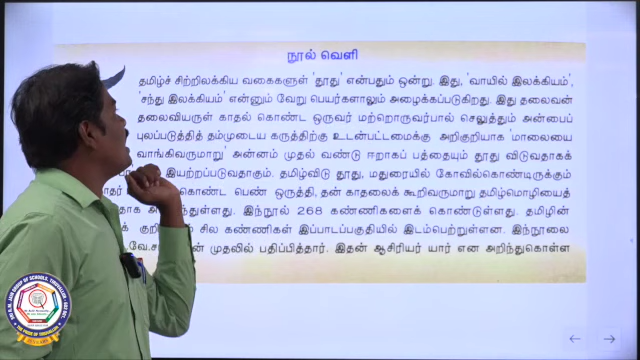 நூல் வெளி
தமிழ்ச் சிற்றிலக்கிய வகைகளுள் 'தூது' என்பதும் ஒன்று. இது, 'வாயில் இலக்கியம்',
'சந்து இலக்கியம்' என்னும் வேறு பெயர்களாலும் அழைக்கப்படுகிறது. இது தலைவன்
தலைவியருள் காதல் கொண்ட ஒருவர் மற்றொருவர்பால் செலுத்தும் அன்பைப்
புலப்படுத்தித் தம்முடைய கருத்திற்கு உடன்பட்டமைக்கு அறிகுறியாக 'மாலையை
வாங்கிவருமாறு' அன்னம் முதல் வண்டு ஈறாகப் பத்தையும் தூது விடுவதாகக்
இயற்றப்படுவதாகும். தமிழ்விடு தூது, மதுரையில் கோவில்கொண்டிருக்கும்
கொண்ட பெண் ஒருத்தி, தன் காதலைக் கூறிவருமாறு தமிழ்மொழியைத்
இந்நூல் 268 கண்ணிகளைக் கொண்டுள்ளது. தமிழின்
சில கண்ணிகள் இப்பாடப்பகுதியில் இடம்பெற்றுள்ளன. இந்நூலை
முதலில் பதிப்பித்தார். இதன் ஆசிரியர் யார் என அறிந்துகொள்ள